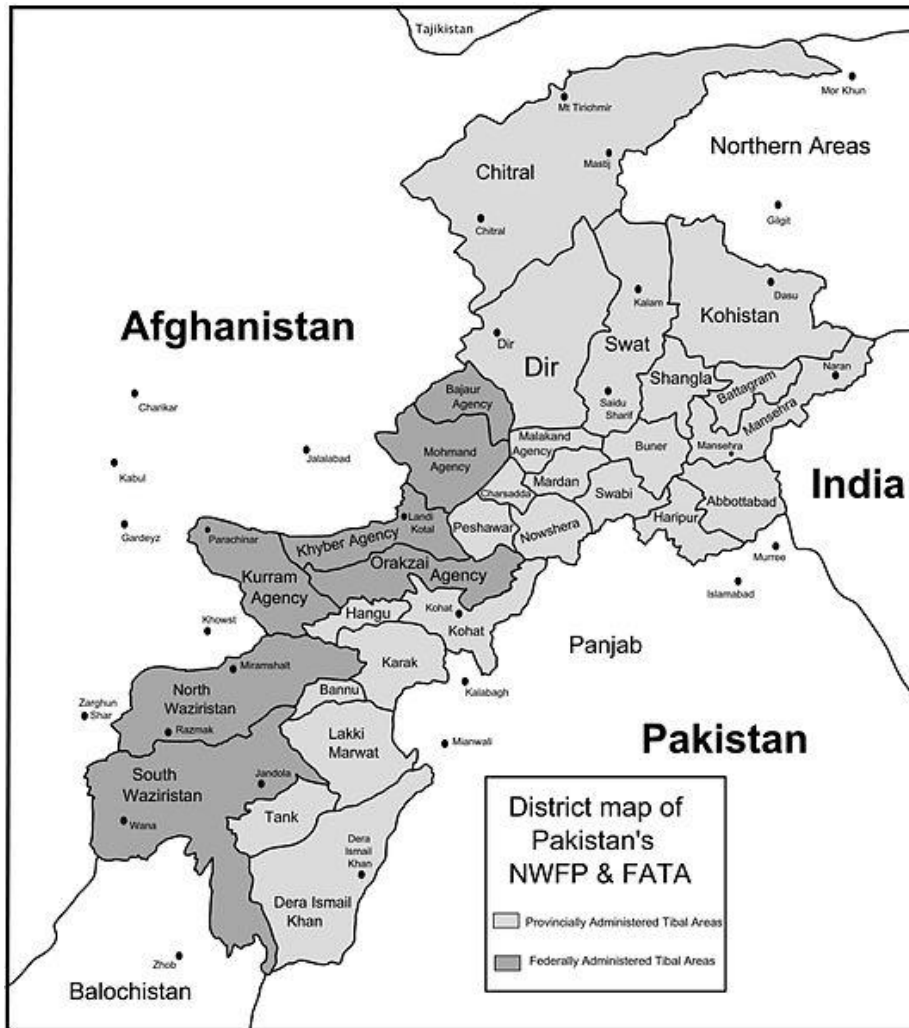 Tajikistan
Mor Khun
Mt Tirichmir
Northern Areas
Mastij
Chitral
Gilgit
Chitral
Dasu
Kalam
Kohistan
Afghanistan
Dir
Swat
Dir
Shangla
Naran
Battagram
Bajaur
Agency
Saidu
Sharif
Mansehra
Charikar
Malakand
Agency
Buner
Mansehra
Mohmand
Agency
Jalalabad
Kabul
India
Mardan
Charsadda
Swabi
Abbottabad
Landi
Kotal
Haripur
Gardeyz
Parachinar
Peshawar
Nowshera
Khyber Agency
Murree
Orakzai Agency
Kurram
Agency
Islamabad
Hangu
Kohat
Khowst
Kohat
Panjab
Karak
Miramshalt
Kalabagh
Bannu
North
Waziristan
Zarghun
Shar
Razmak
Lakki
Marwat
Mianwali
Pakistan
South
Waziristan
Jandola
Tank
Wana
Dera
Ismail
Khan
Dera Ismail
Khan
Zhob
Balochistan
District map of
Pakistan's
NWFP & FATA
Provincially Administered Tibal Areas
Federally Administered Tibal Areas